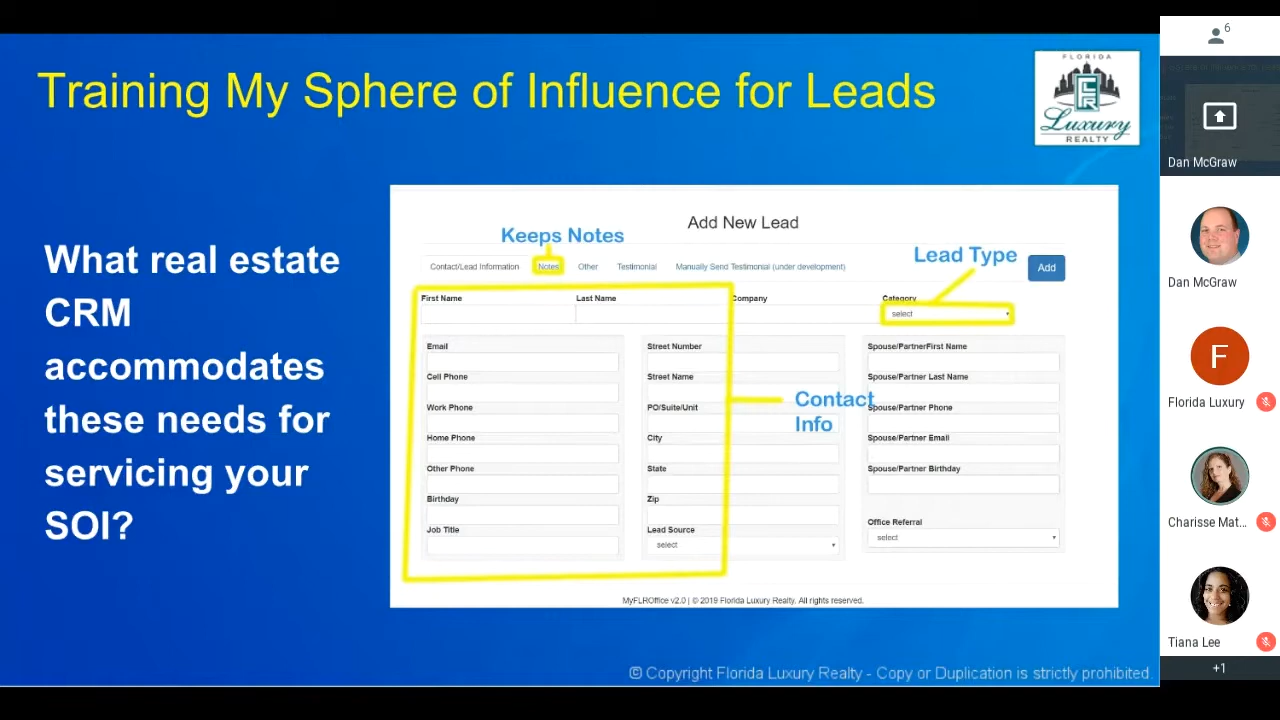 Training My Sphere of Influence for Leads
FLORIDA
FLR
Luxury
REALTY
What real estate
CRM
accommodates
these needs for
servicing your
SOI?
Add New Lead
Keeps Notes
Lead Type
Contact/Lead Information Notes Other Testimonial Manually Send Testimonial (under development) Add
First Name Last Name Company Category
select
Email Street Number Spouse/PartnerFirst Name
Cell Phone Street Name Spouse/Partner Last Name
Contact
Info
Work Phone PO/Suite/Unit Spouse/Partner Phone
Home Phone City Spouse/Partner Email
Other Phone State Spouse/Partner Birthday
Birthday Zip
Job Title Lead Source Office Referral
select select
MyFLROffice v2.0 | © 2019 Florida Luxury Realty. All rights reserved.
© Copyright Florida Luxury Realty - Copy or Duplication is strictly prohibited.
6
Dan McGraw
Dan McGraw
F
Florida Luxury
Charisse Mat...
Tiana Lee
+1